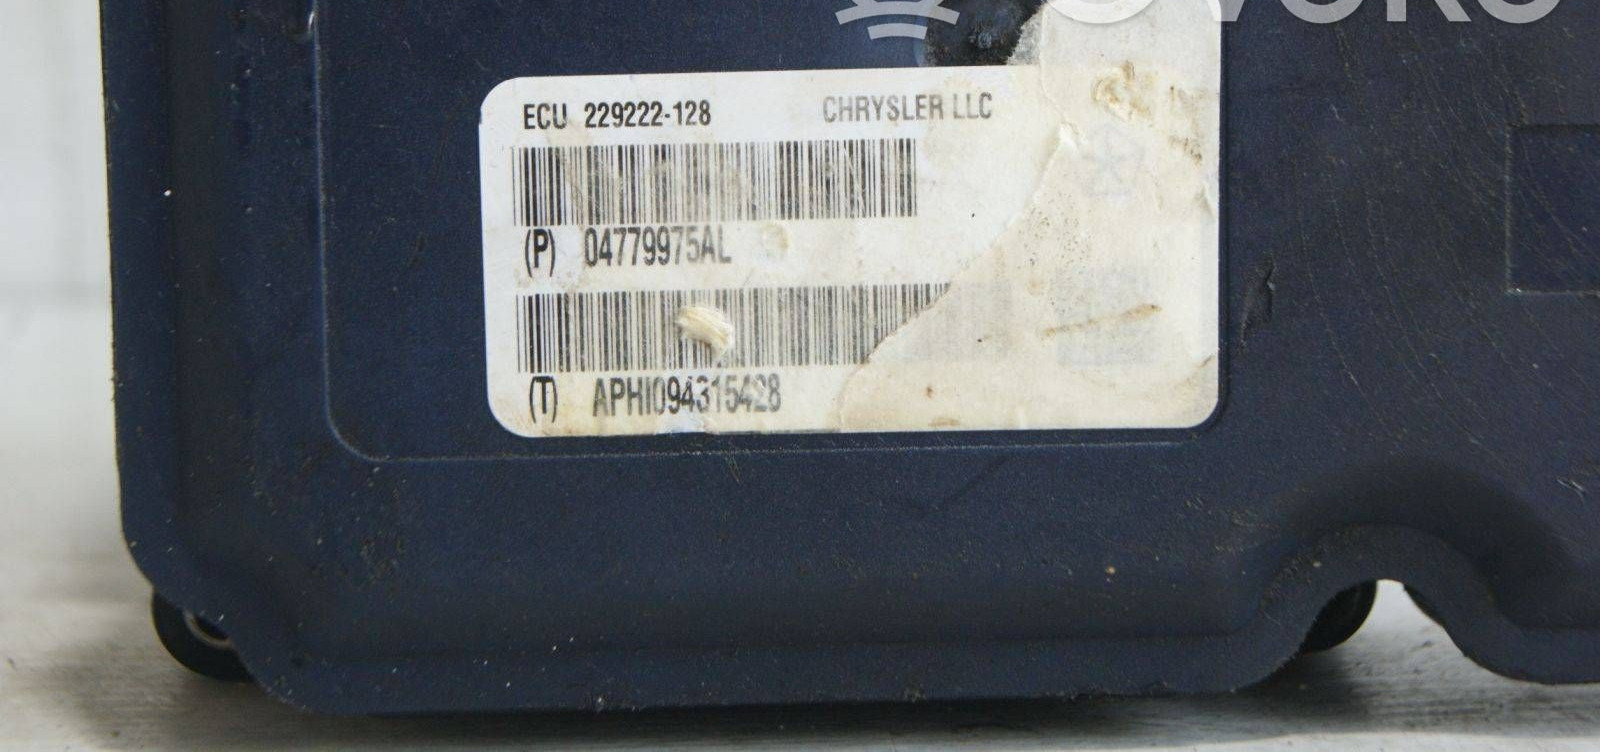 ECU 229222-128 CHRYSLER LLC
(P) 04779975AL
(T) APHI094315428